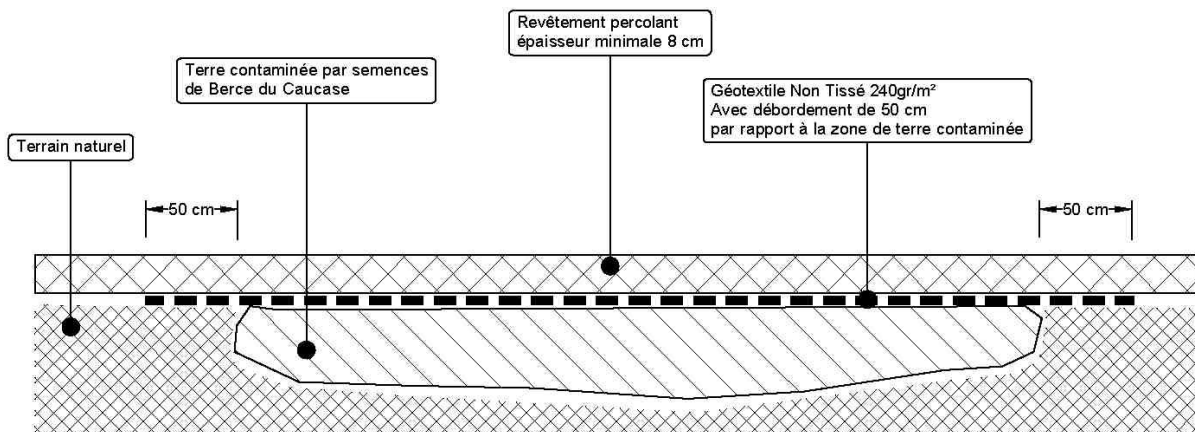 Revêtement percolant
épaisseur minimale 8 cm
Terre contaminée par semences
de Berce du Caucase
Géotextile Non Tissé 240gr/m²
Avec débordement de 50 cm
par rapport à la zone de terre contaminée
Terrain naturel
50 cm
50 cm